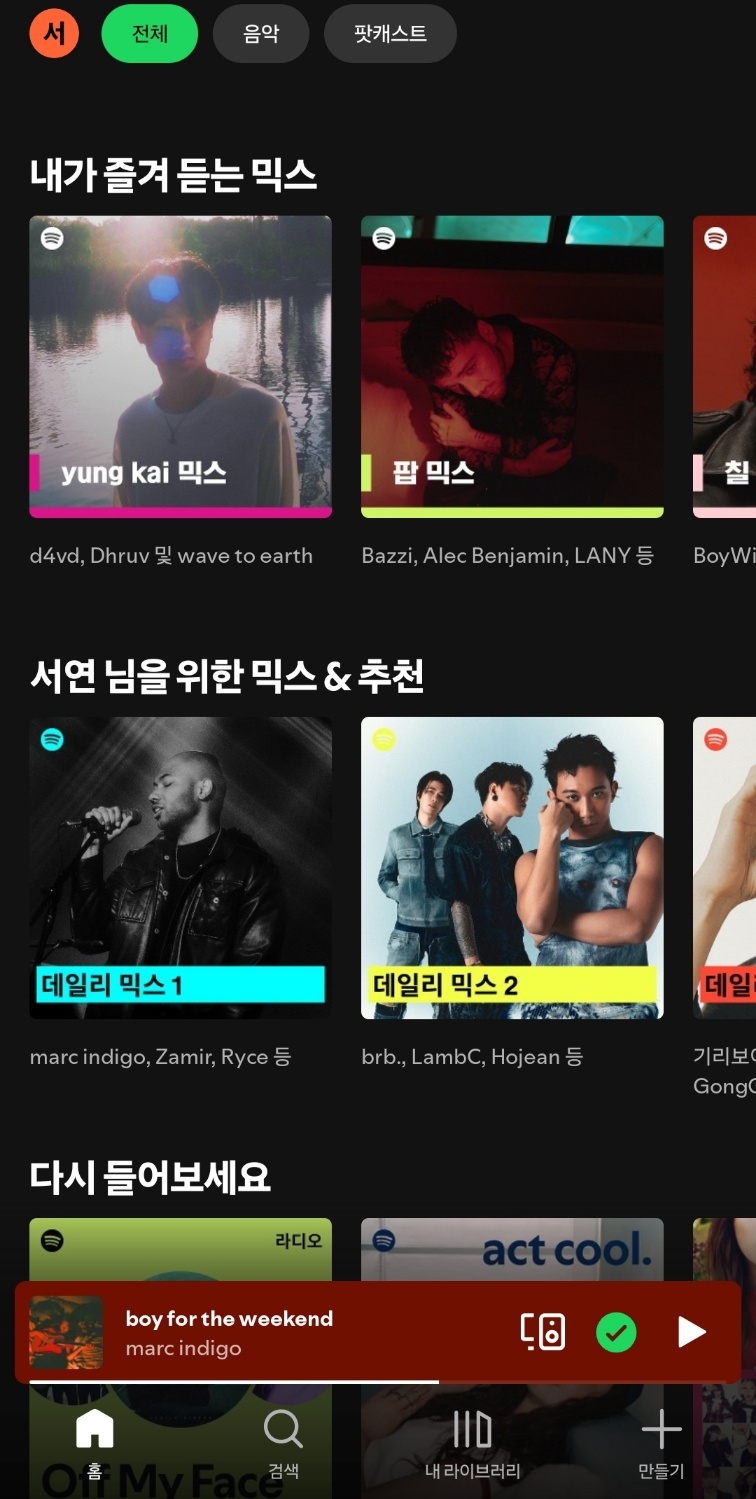 서
전체
음악
팟캐스트
내가 즐겨 듣는 믹스
yung kai 믹스
팝 믹스
칠
d4vd, Dhruv 및 wave to earth
Bazzi, Alec Benjamin, LANY 등
BoyWi
서연 님을 위한 믹스 & 추천
데일리 믹스 1
데일리 믹스 2
데일
marc indigo, Zamir, Ryce 등
brb., LambC, Hojean 등
기리보이
Gong
다시 들어보세요
라디오
act cool.
boy for the weekend
marc indigo
Off My Face
홈
검색
내 라이브러리
만들기